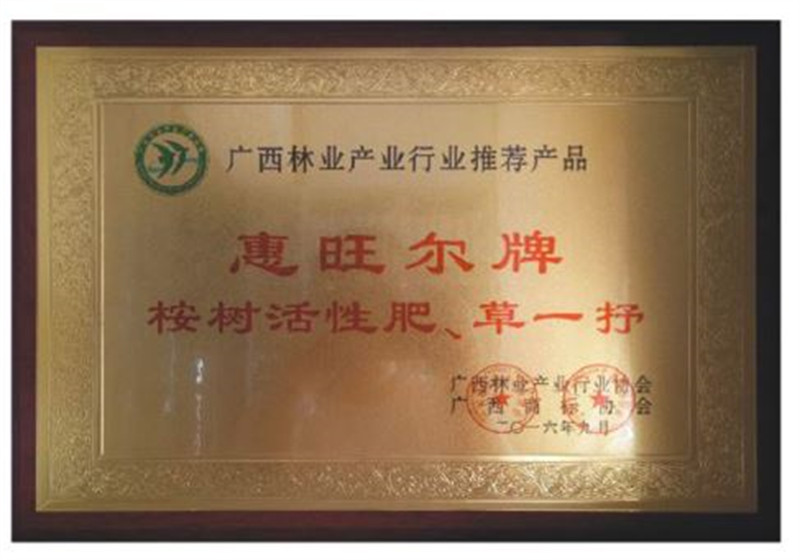 广西林业产业行业推荐产品
惠旺尔牌
桉树活性肥、草一抒
广西林业产业行业协会
广西商标协会
二〇一六年九月